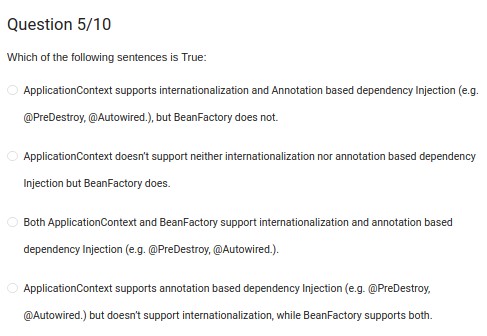 Question 5/10
Which of the following sentences is True:
ApplicationContext supports internationalization and Annotation based dependency Injection (e.g.
@PreDestroy, @Autowired.), but BeanFactory does not.
ApplicationContext doesn't support neither internationalization nor annotation based dependency
Injection but BeanFactory does.
Both ApplicationContext and BeanFactory support internationalization and annotation based
dependency Injection (e.g. @PreDestroy, @Autowired.).
ApplicationContext supports annotation based dependency Injection (e.g. @PreDestroy,
@Autowired.) but doesn't support internationalization, while BeanFactory supports both.